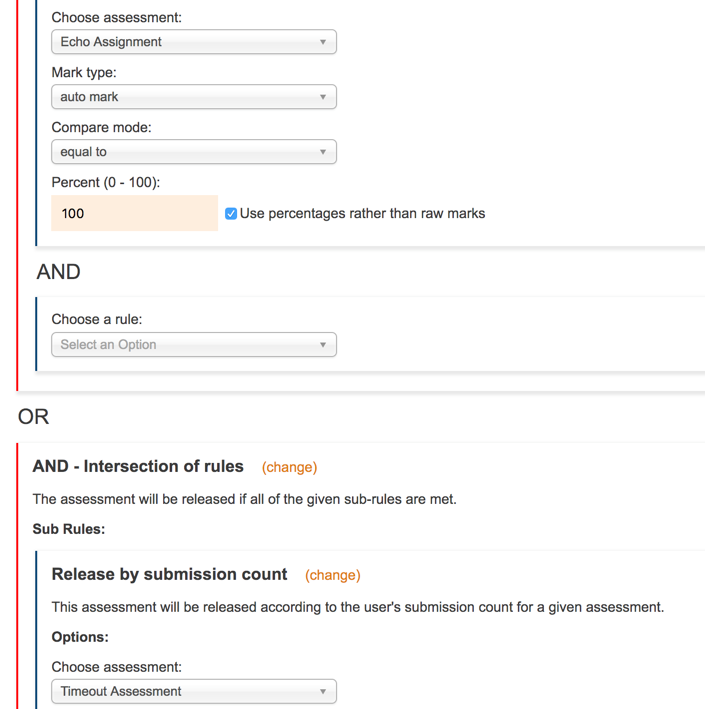 Choose assessment:
Echo Assignment
Mark type:
auto mark
Compare mode:
equal to
Percent (0 - 100):
100 Use percentages rather than raw marks
AND
Choose a rule:
Select an Option
OR
AND - Intersection of rules (change)
The assessment will be released if all of the given sub-rules are met.
Sub Rules:
Release by submission count (change)
This assessment will be released according to the user's submission count for a given assessment.
Options:
Choose assessment:
Timeout Assessment